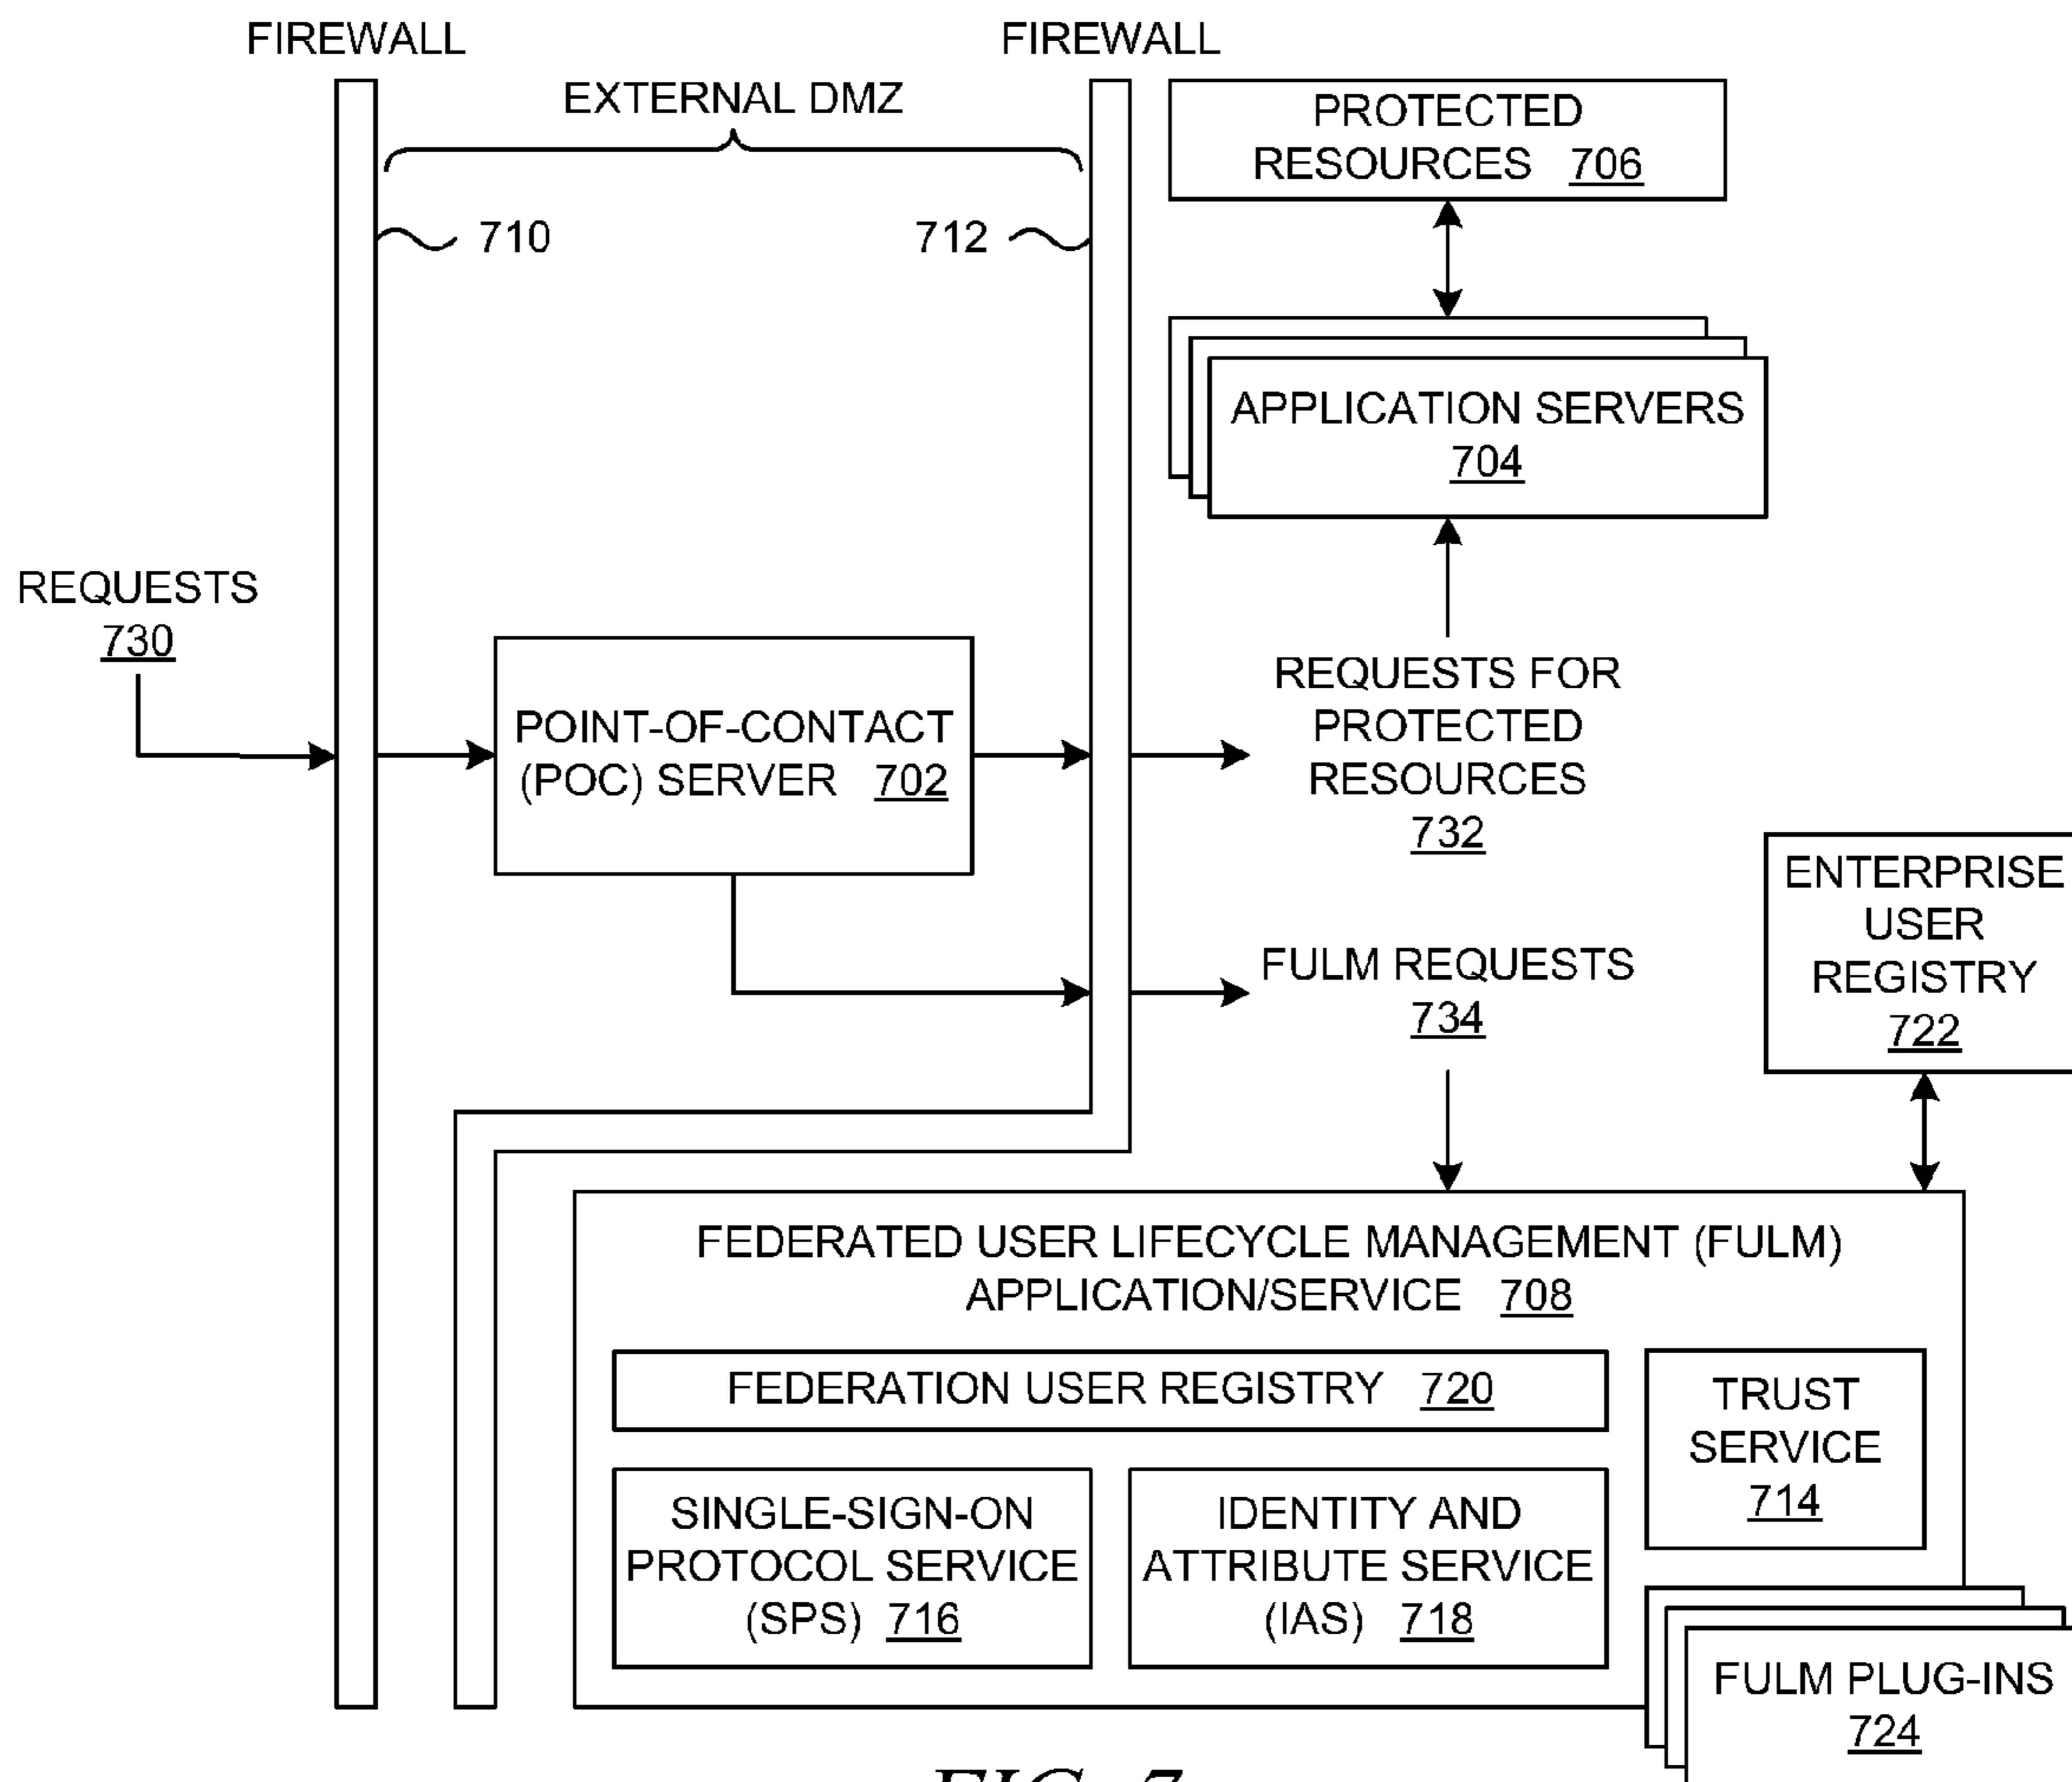 FIREWALL
FIREWALL
EXTERNAL DMZ
710
712
PROTECTED
RESOURCES 706
APPLICATION SERVERS
704
REQUESTS
730
POINT-OF-CONTACT
(POC) SERVER 702
REQUESTS FOR
PROTECTED
RESOURCES
732
ENTERPRISE
USER
REGISTRY
722
FULM REQUESTS
734
FEDERATED USER LIFECYCLE MANAGEMENT (FULM)
APPLICATION/SERVICE 708
FEDERATION USER REGISTRY 720
TRUST
SERVICE
714
SINGLE-SIGN-ON
PROTOCOL SERVICE
(SPS) 716
IDENTITY AND
ATTRIBUTE SERVICE
(IAS) 718
FULM PLUG-INS
724
FIG. 7